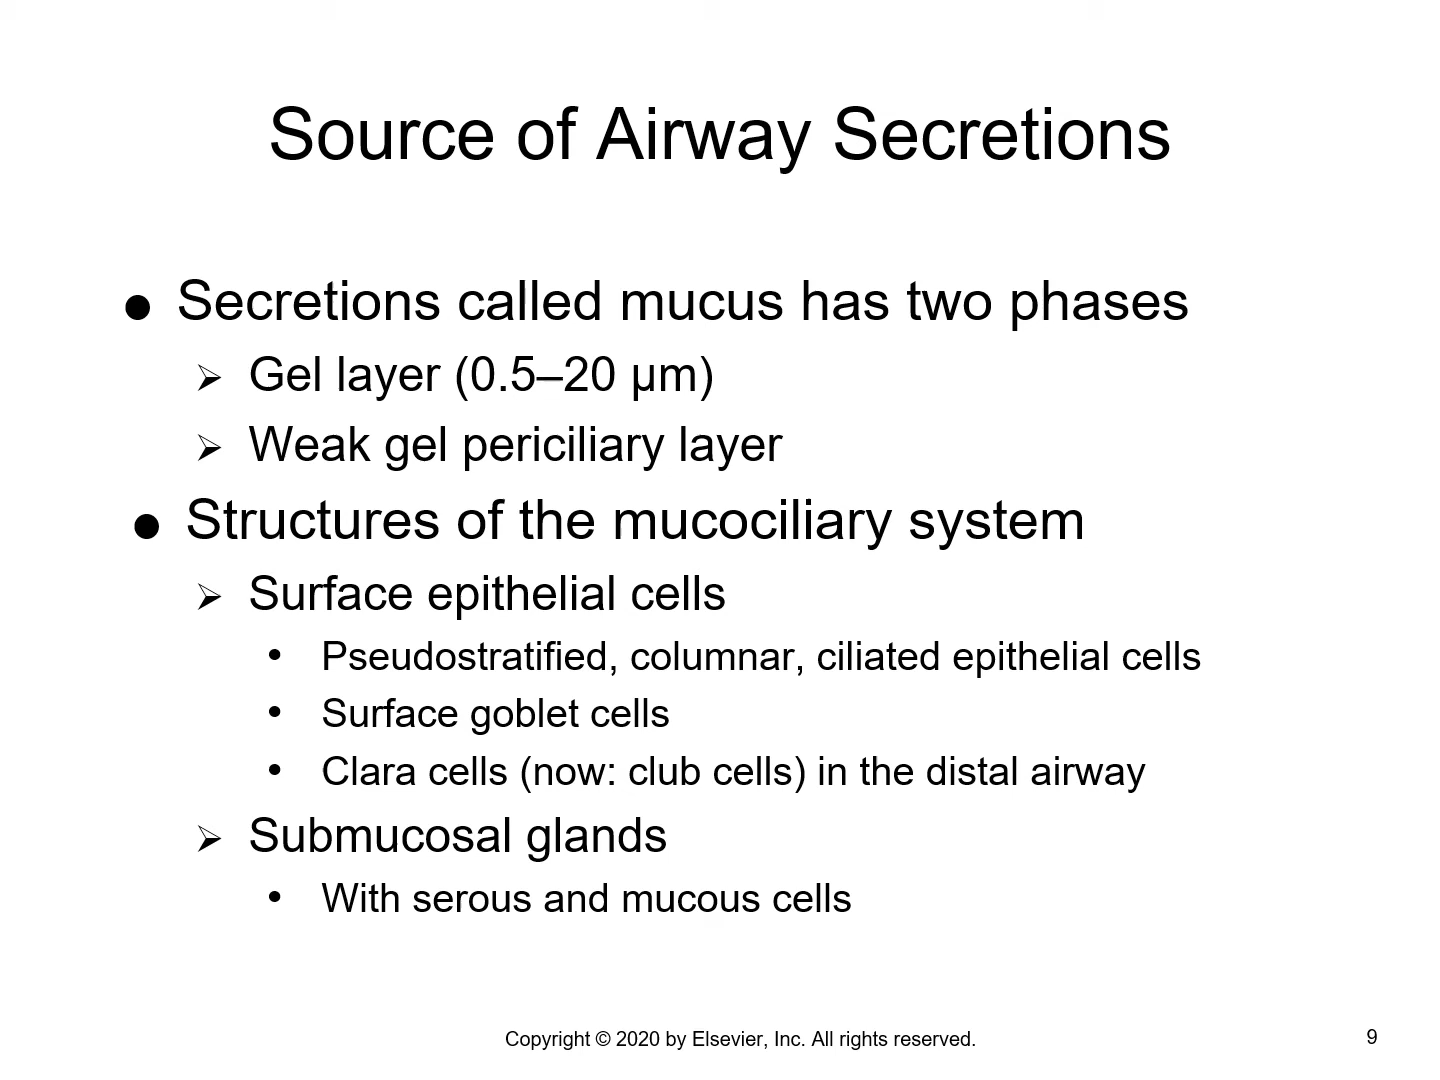 Source of Airway Secretions
● Secretions called mucus has two phases
➢ Gel layer (0.5–20 μm)
➢ Weak gel periciliary layer
● Structures of the mucociliary system
➢ Surface epithelial cells
• Pseudostratified, columnar, ciliated epithelial cells
• Surface goblet cells
• Clara cells (now: club cells) in the distal airway
➢ Submucosal glands
• With serous and mucous cells
Copyright © 2020 by Elsevier, Inc. All rights reserved.
9